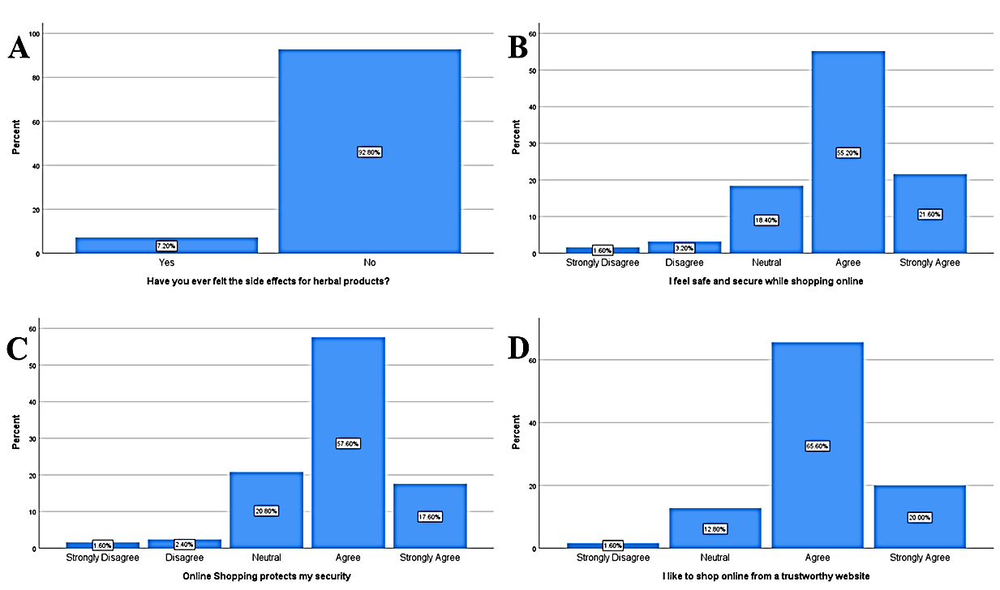 A
Percent
100
80
60
40
20
0
7.20%
92.80%
Yes
No
Have you ever felt the side effects for herbal products?
B
Percent
60
50
40
30
20
10
0
1.60%
3.20%
18.40%
55.20%
21.60%
Strongly Disagree
Disagree
Neutral
Agree
Strongly Agree
I feel safe and secure while shopping online
C
Percent
60
50
40
30
20
10
0
1.60%
2.40%
20.80%
57.60%
17.60%
Strongly Disagree
Disagree
Neutral
Agree
Strongly Agree
Online Shopping protects my security
D
Percent
60
40
20
0
1.60%
12.80%
65.60%
20.00%
Strongly Disagree
Neutral
Agree
Strongly Agree
I like to shop online from a trustworthy website